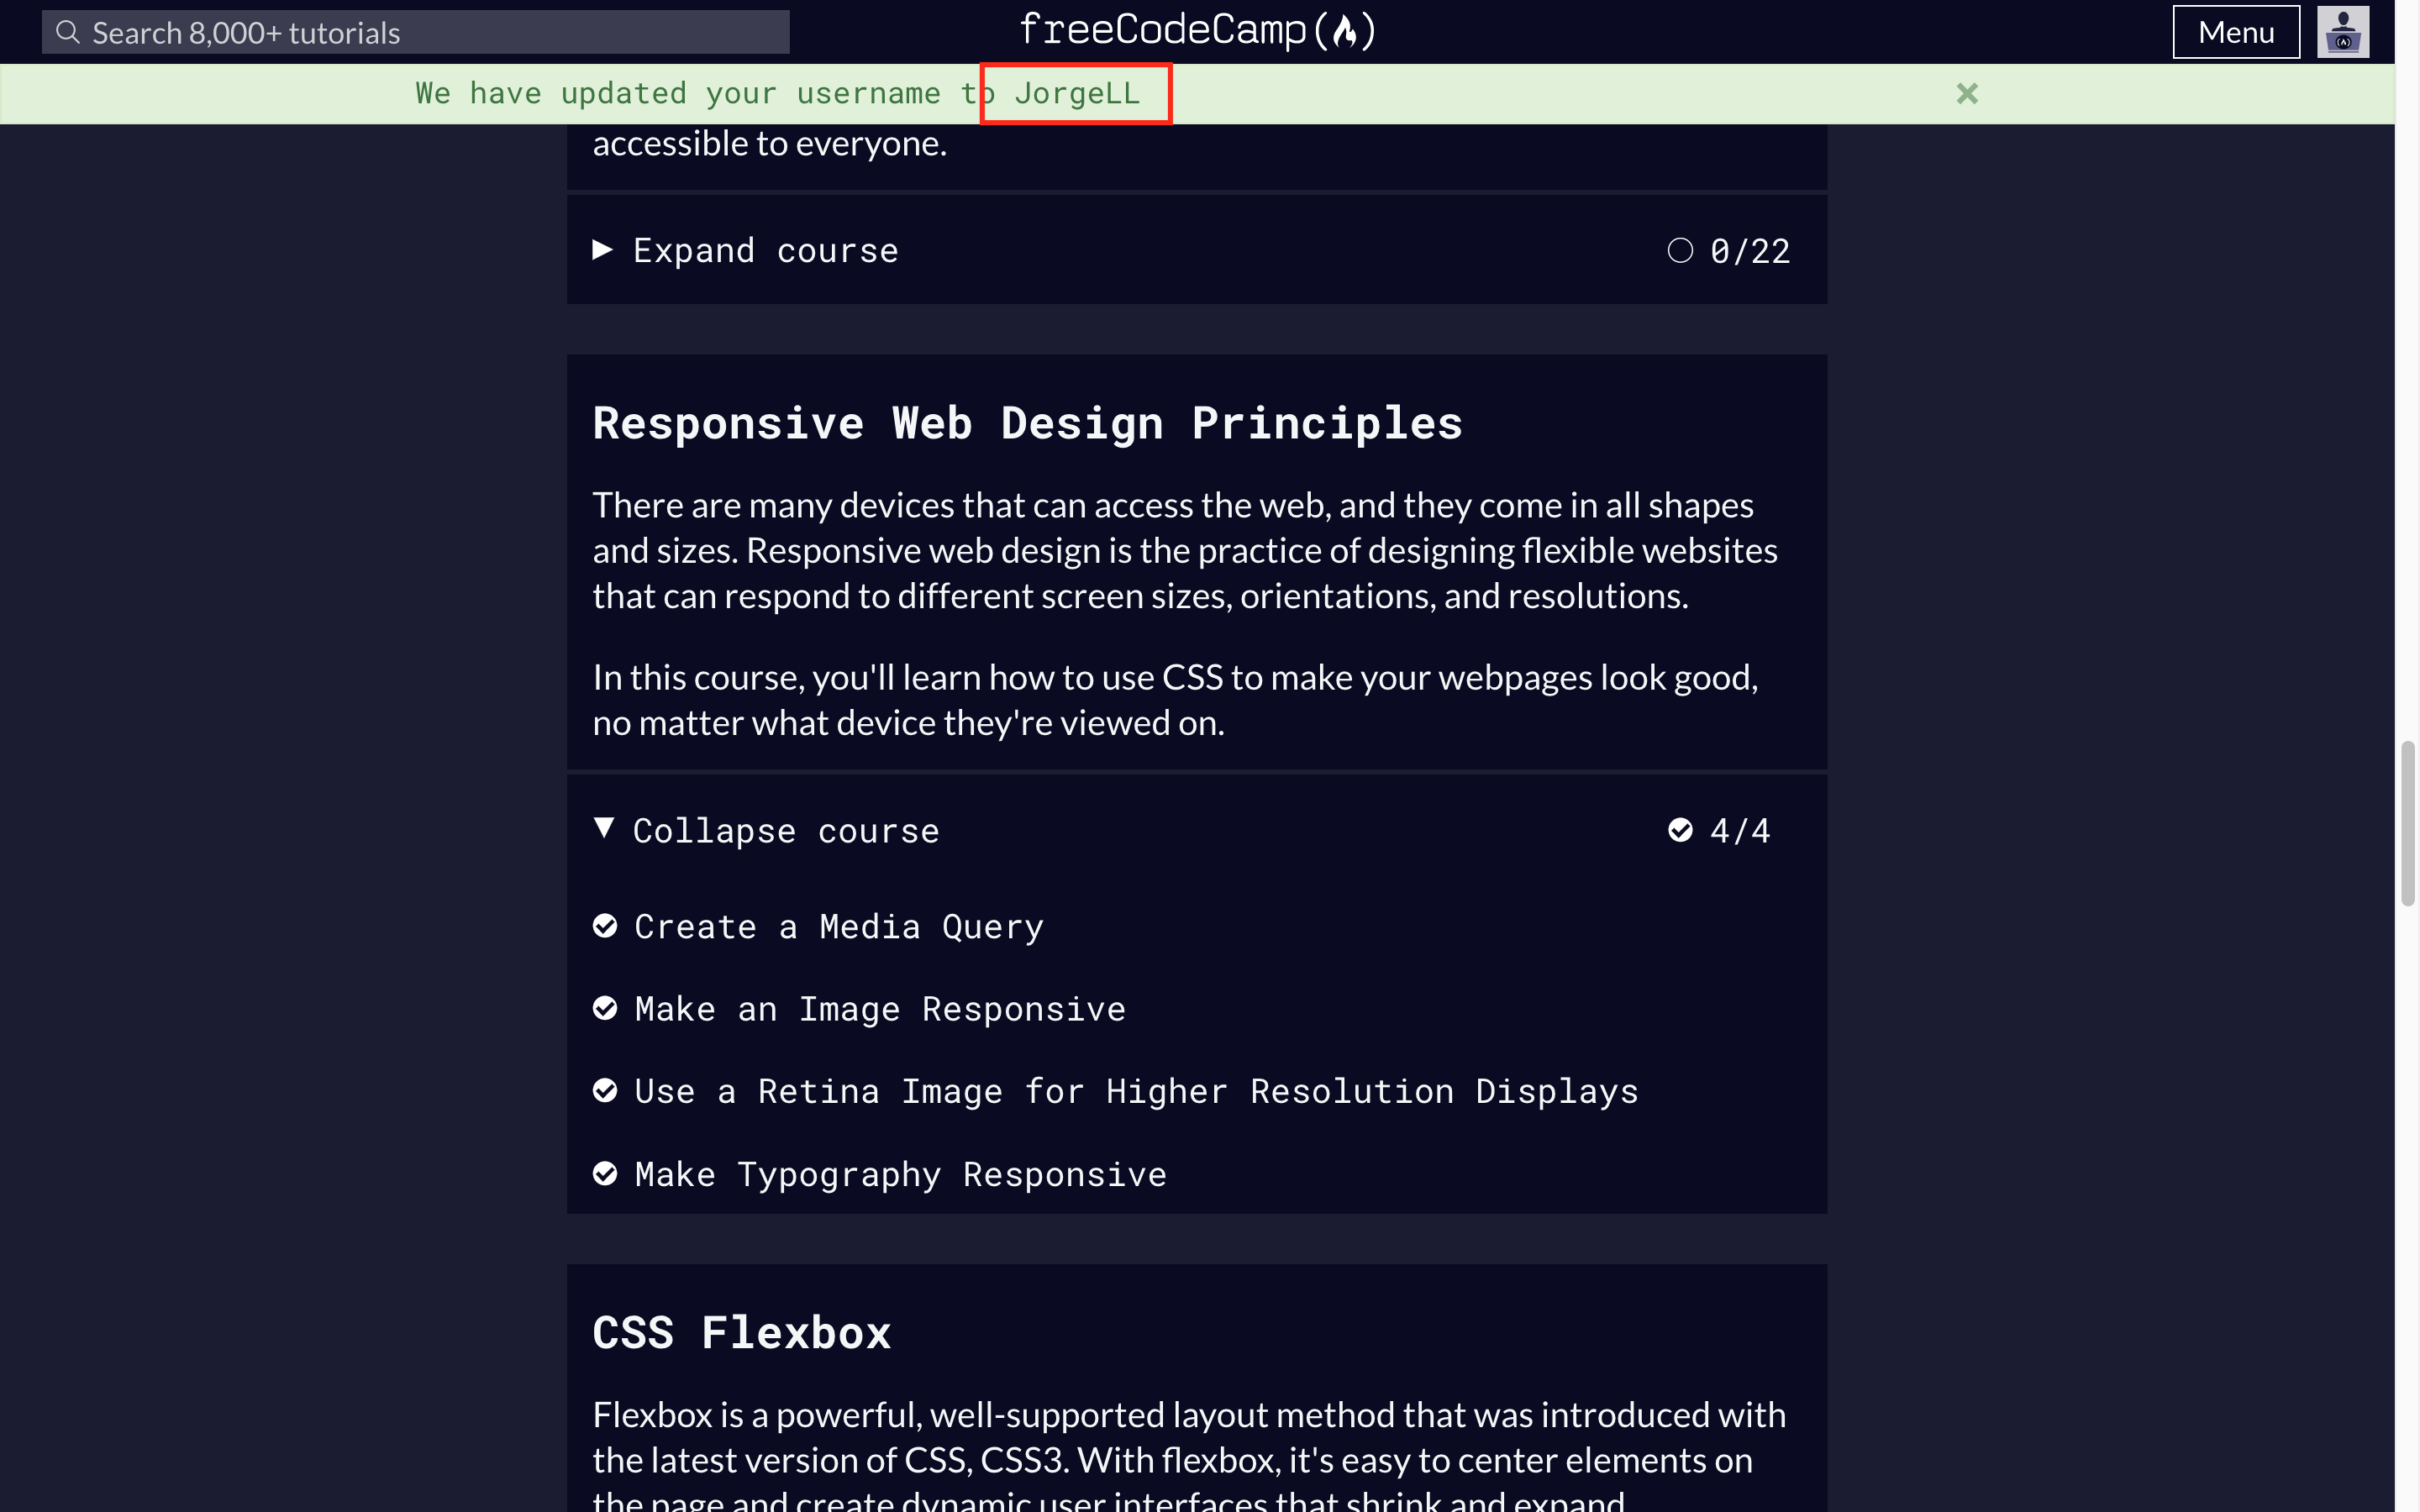 Search 8,000+ tutorials
freeCodeCamp
Menu
We have updated your username to JorgeLL
accessible to everyone.
Expand course 0/22
Responsive Web Design Principles
There are many devices that can access the web, and they come in all shapes
and sizes. Responsive web design is the practice of designing flexible websites
that can respond to different screen sizes, orientations, and resolutions.
In this course, you'll learn how to use CSS to make your webpages look good,
no matter what device they're viewed on.
Collapse course 4/4
Create a Media Query
Make an Image Responsive
Use a Retina Image for Higher Resolution Displays
Make Typography Responsive
CSS Flexbox
Flexbox is a powerful, well-supported layout method that was introduced with
the latest version of CSS, CSS3. With flexbox, it's easy to center elements on
the page and create dynamic user interfaces that shrink and expand